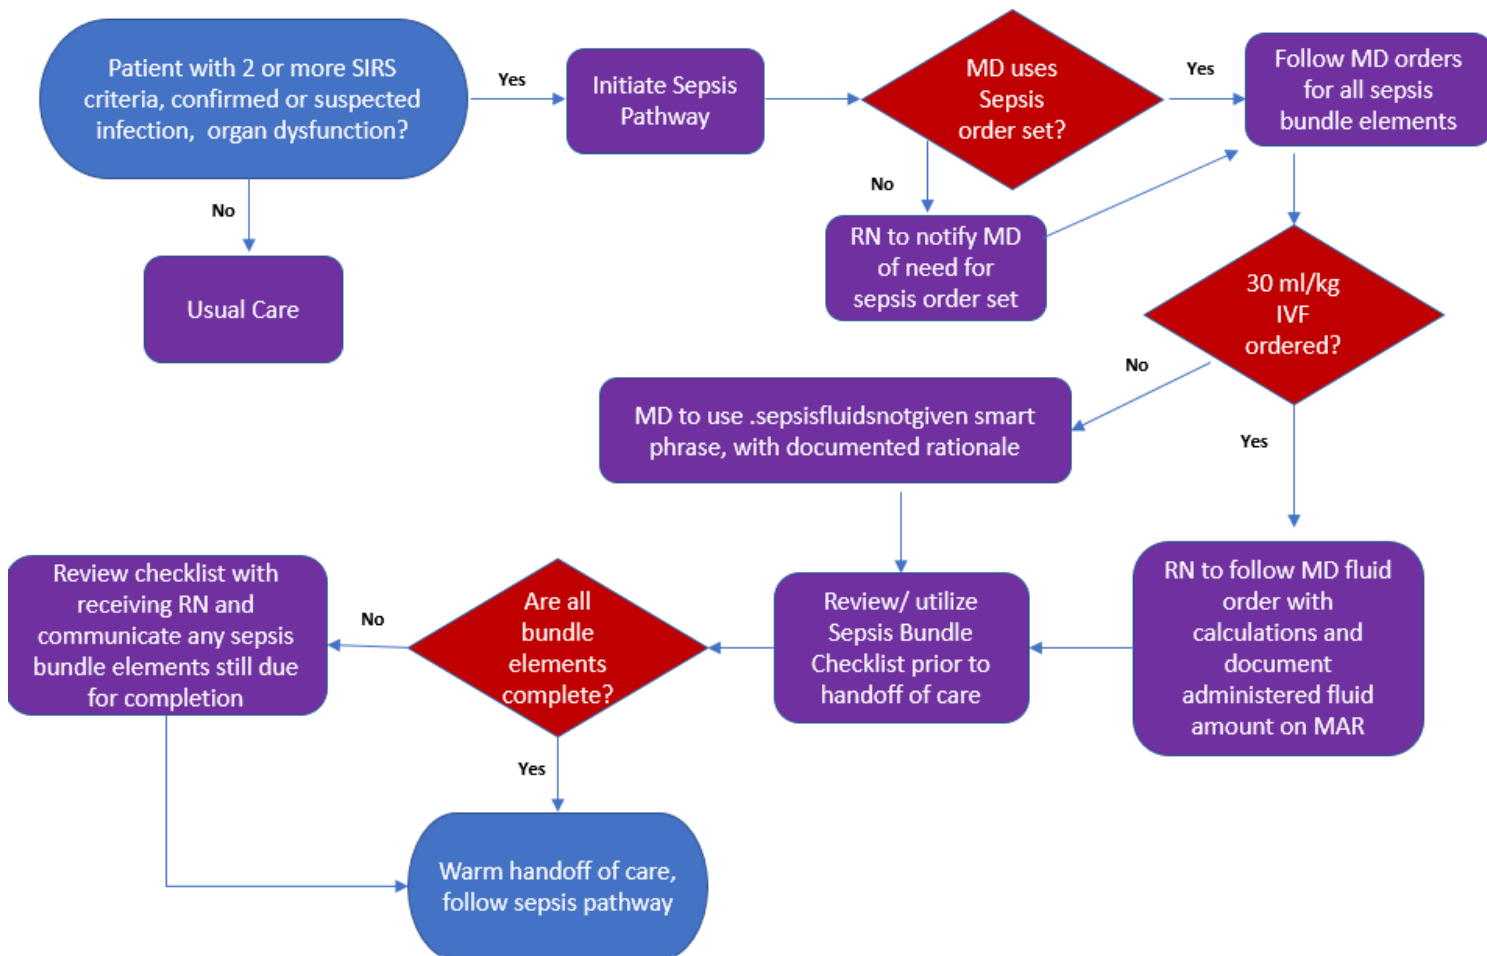 Patient with 2 or more SIRS
criteria, confirmed or suspected
infection, organ dysfunction?
Yes
Initiate Sepsis
Pathway
MD uses
Sepsis
order set?
Yes
Follow MD orders
for all sepsis
bundle elements
No
Usual Care
No
RN to notify MD
of need for
sepsis order set
30 ml/kg
IVF
ordered?
No
MD to use .sepsisfluidsnotgiven smart
phrase, with documented rationale
Yes
RN to follow MD fluid
order with
calculations and
document
administered fluid
amount on MAR
Review/ utilize
Sepsis Bundle
Checklist prior to
handoff of care
Are all
bundle
elements
complete?
No
Review checklist with
receiving RN and
communicate any sepsis
bundle elements still due
for completion
Yes
Warm handoff of care,
follow sepsis pathway